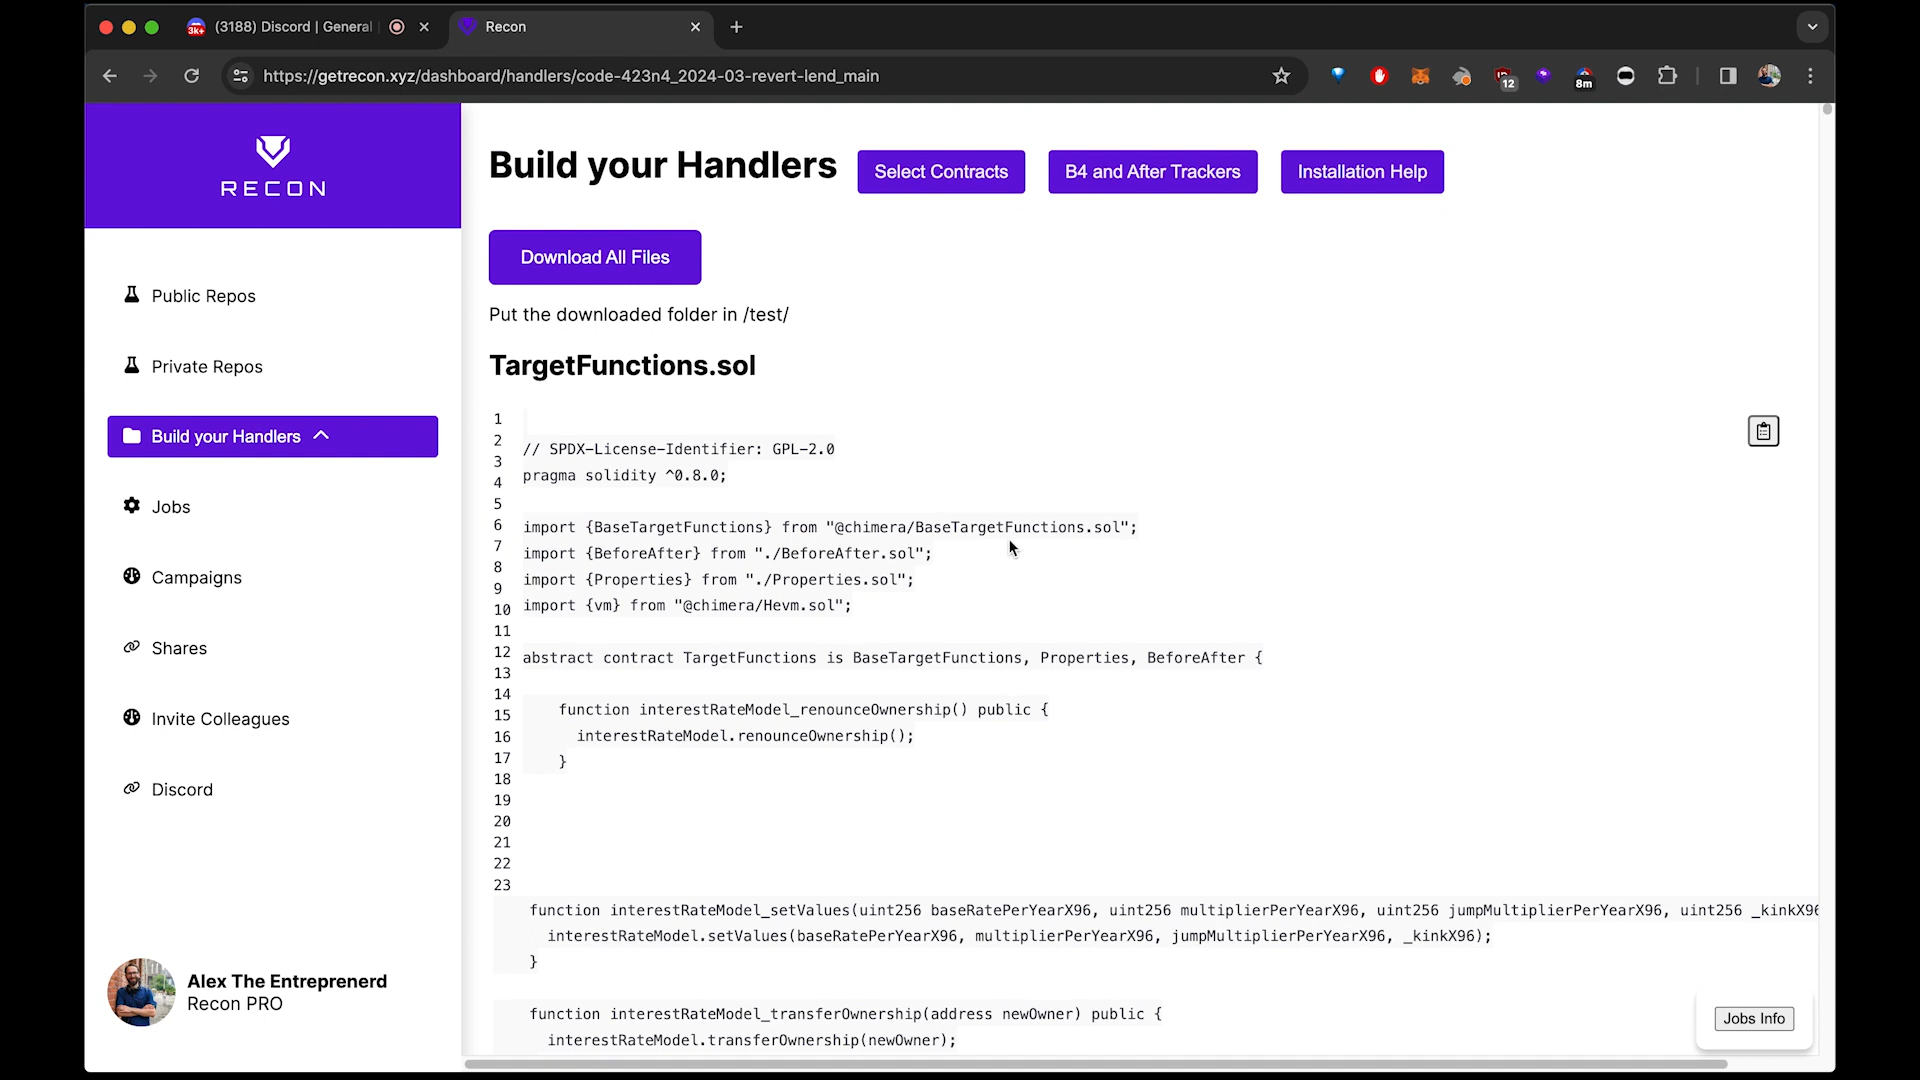 (3188) Discord | General
Recon
https://getrecon.xyz/dashboard/handlers/code-423n4_2024-03-revert-lend_main
3k+
12
8m
RECON
Public Repos
Private Repos
Build your Handlers
Jobs
Campaigns
Shares
Invite Colleagues
Discord
Alex The Entreprenerd
Recon PRO
Build your Handlers
Select Contracts
B4 and After Trackers
Installation Help
Download All Files
Put the downloaded folder in /test/
TargetFunctions.sol
1
2
3
4
5
6
7
8
9
10
11
12
13
14
15
16
17
18
19
20
21
22
23
// SPDX-License-Identifier: GPL-2.0
pragma solidity ^0.8.0;
import {BaseTargetFunctions} from "@chimera/BaseTargetFunctions.sol";
import {BeforeAfter} from "./BeforeAfter.sol";
import {Properties} from "./Properties.sol";
import {vm} from "@chimera/Hevm.sol";
abstract contract TargetFunctions is BaseTargetFunctions, Properties, BeforeAfter {
function interestRateModel_renounceOwnership() public {
interestRateModel.renounceOwnership();
}
function interestRateModel_setValues(uint256 baseRatePerYearX96, uint256 multiplierPerYearX96, uint256 jumpMultiplierPerYearX96, uint256 _kinkX96
interestRateModel.setValues(baseRatePerYearX96, multiplierPerYearX96, jumpMultiplierPerYearX96, _kinkX96);
}
function interestRateModel_transferOwnership(address newOwner) public {
interestRateModel.transferOwnership(newOwner);
Jobs Info